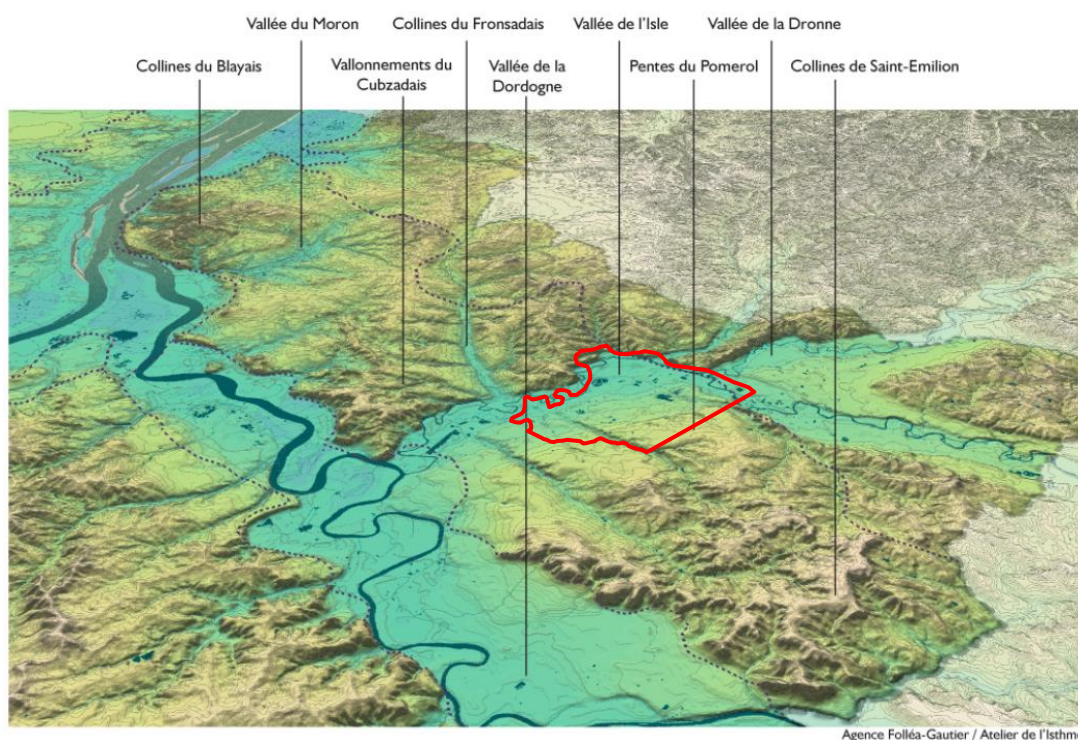 Vallée du Moron
Collines du Fronsadais
Vallée de l'Isle
Vallée de la Dronne
Collines du Blayais
Vallonnements du
Cubzadais
Vallée de la
Dordogne
Pentes du Pomerol
Collines de Saint-Emilion
Agence Folléa-Gautier / Atelier de l'Isthme